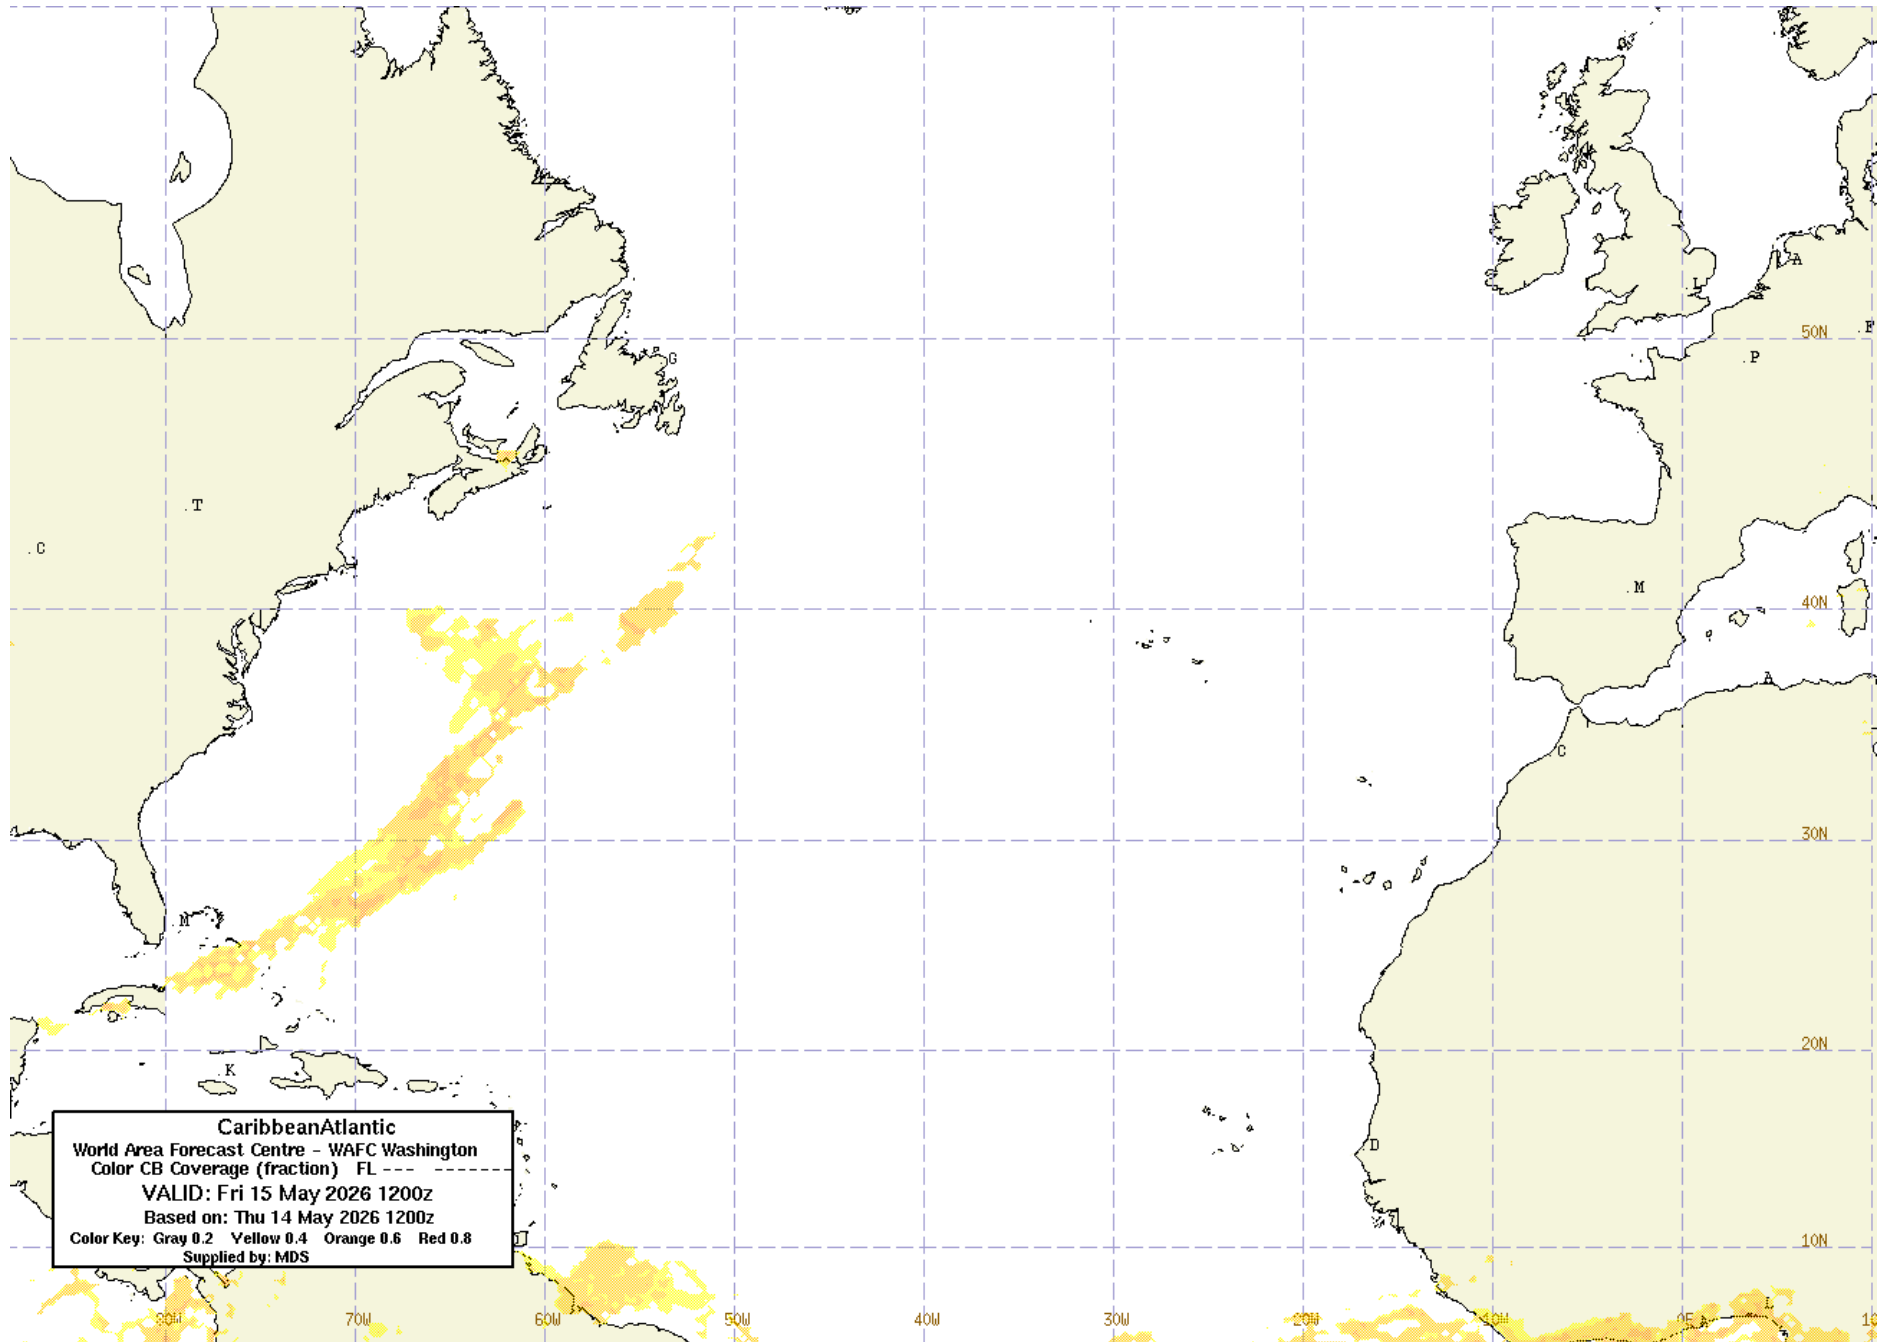 A
L
50N
F
G
P
T
C
M
40N
A
C
30N
M
20N
K
D
CaribbeanAtlantic
World Area Forecast Centre - WAFC Washington
Color CB Coverage (fraction) FL --- --------
VALID: Fri 15 May 2026 1200z
Based on: Thu 14 May 2026 1200z
Color Key: Gray 0.2 Yellow 0.4 Orange 0.6 Red 0.8
Supplied by: MDS
10N
L
80W 70W 60W 50W 40W 30W 20W 10W
A